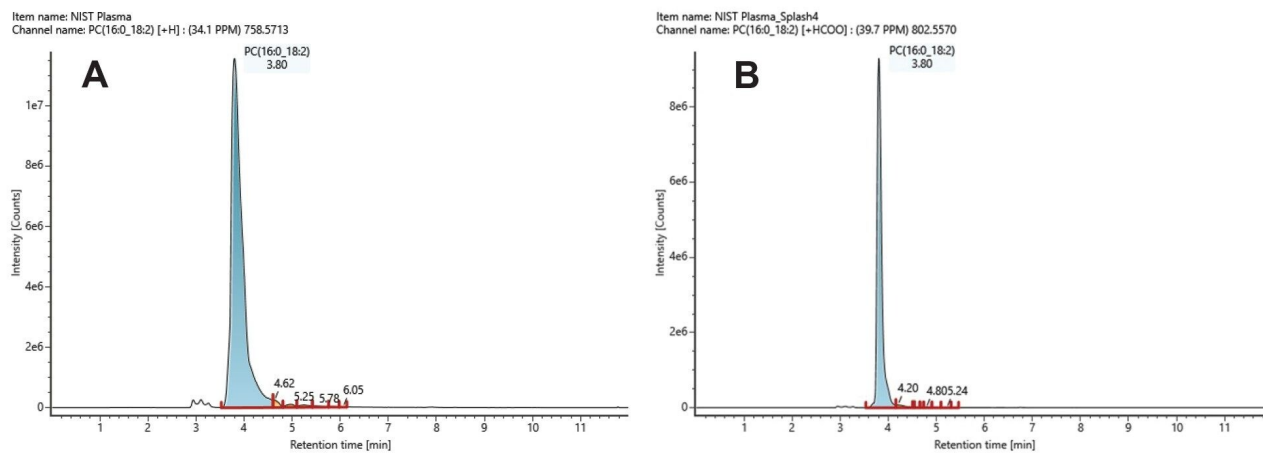 Item name: NIST Plasma
Channel name: PC(16:0_18:2) [+H] : (34.1 PPM) 758.5713
A
PC(16:0_18:2)
3.80
1e7
8e6
6e6
4e6
2e6
0
Intensity [Counts]
4.62
5.25
5.78
6.05
1 2 3 4 5 6 7 8 9 10 11
Retention time [min]
Item name: NIST Plasma_Splash4
Channel name: PC(16:0_18:2) [+HCOO] : (39.7 PPM) 802.5570
B
PC(16:0_18:2)
3.80
8e6
6e6
4e6
2e6
0
Intensity [Counts]
4.20
4.80
5.24
1 2 3 4 5 6 7 8 9 10 11
Retention time [min]